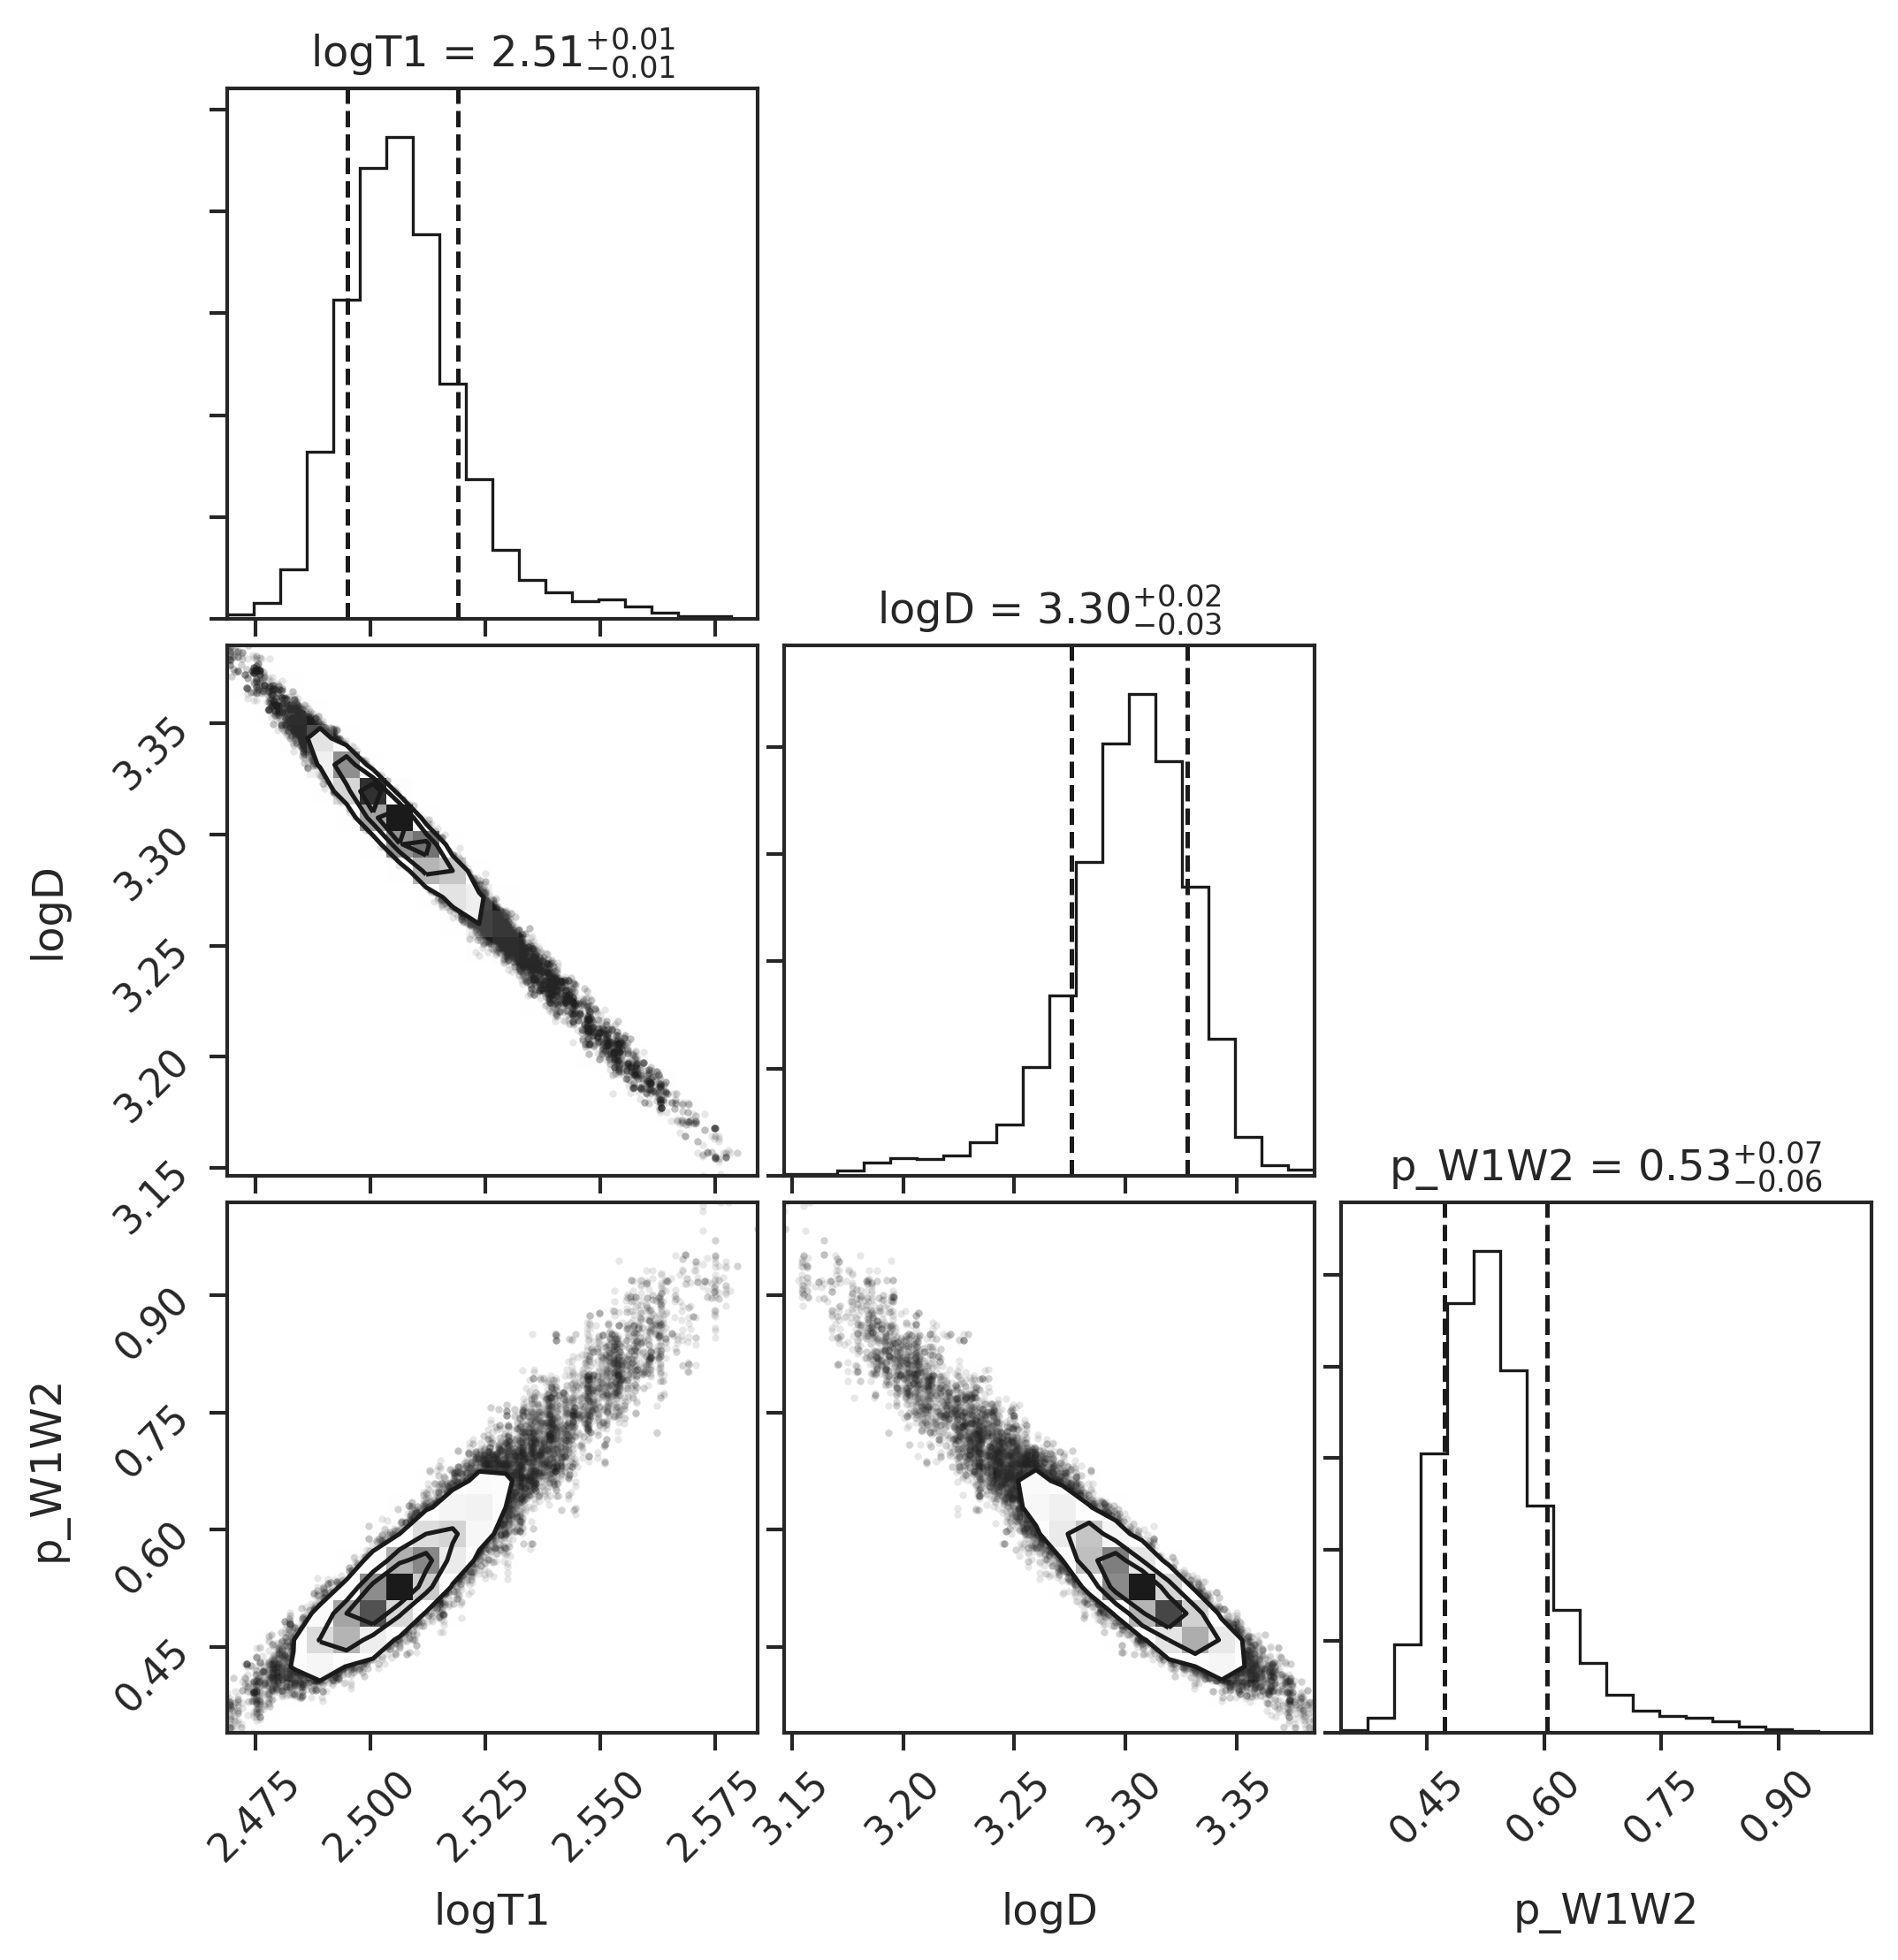 logT1 = 2.51 +0.01 −0.01
logD = 3.30 +0.02 −0.03
logD
3.35
3.30
3.25
3.20
3.15
p_W1W2 = 0.53 +0.07 −0.06
p_W1W2
0.90
0.75
0.60
0.45
2.475 2.500 2.525 2.550 2.575
3.15 3.20 3.25 3.30 3.35
0.45 0.60 0.75 0.90
logT1 logD p_W1W2